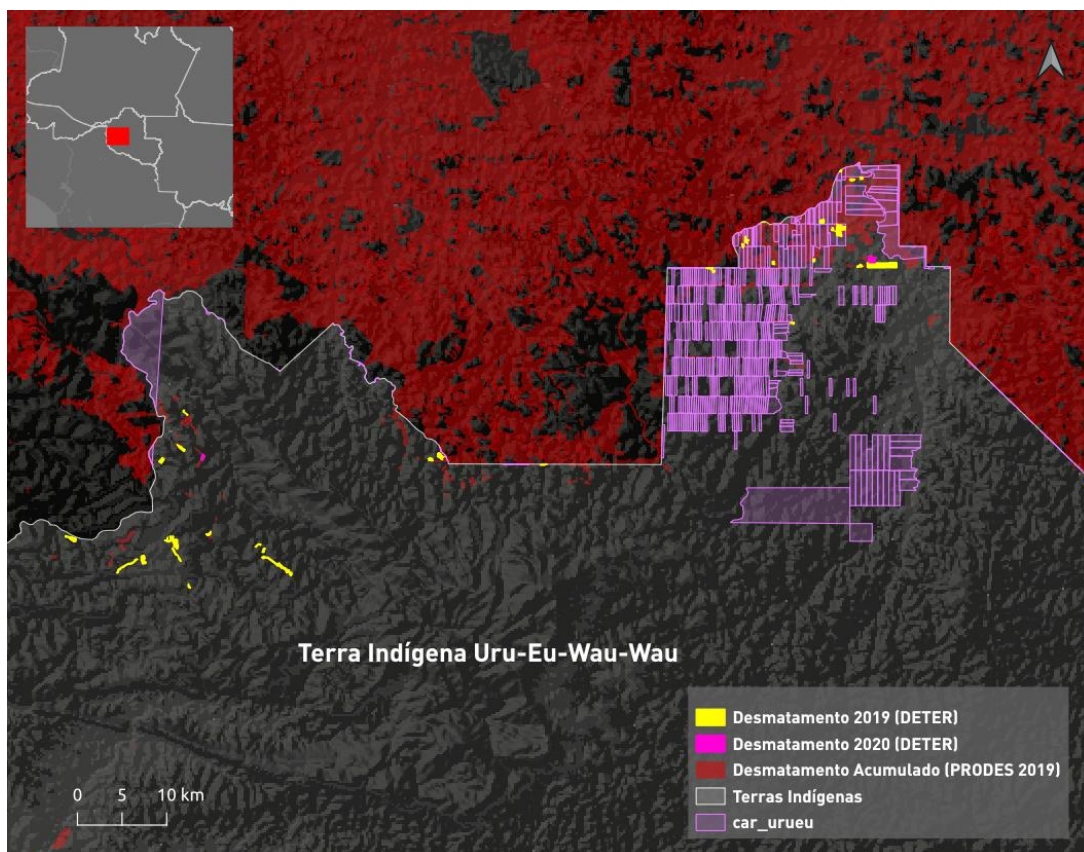 Terra Indígena Uru-Eu-Wau-Wau
Desmatamento 2019 (DETER)
Desmatamento 2020 (DETER)
Desmatamento Acumulado (PRODES 2019)
Terras Indígenas
car_urueu
0 5 10 km